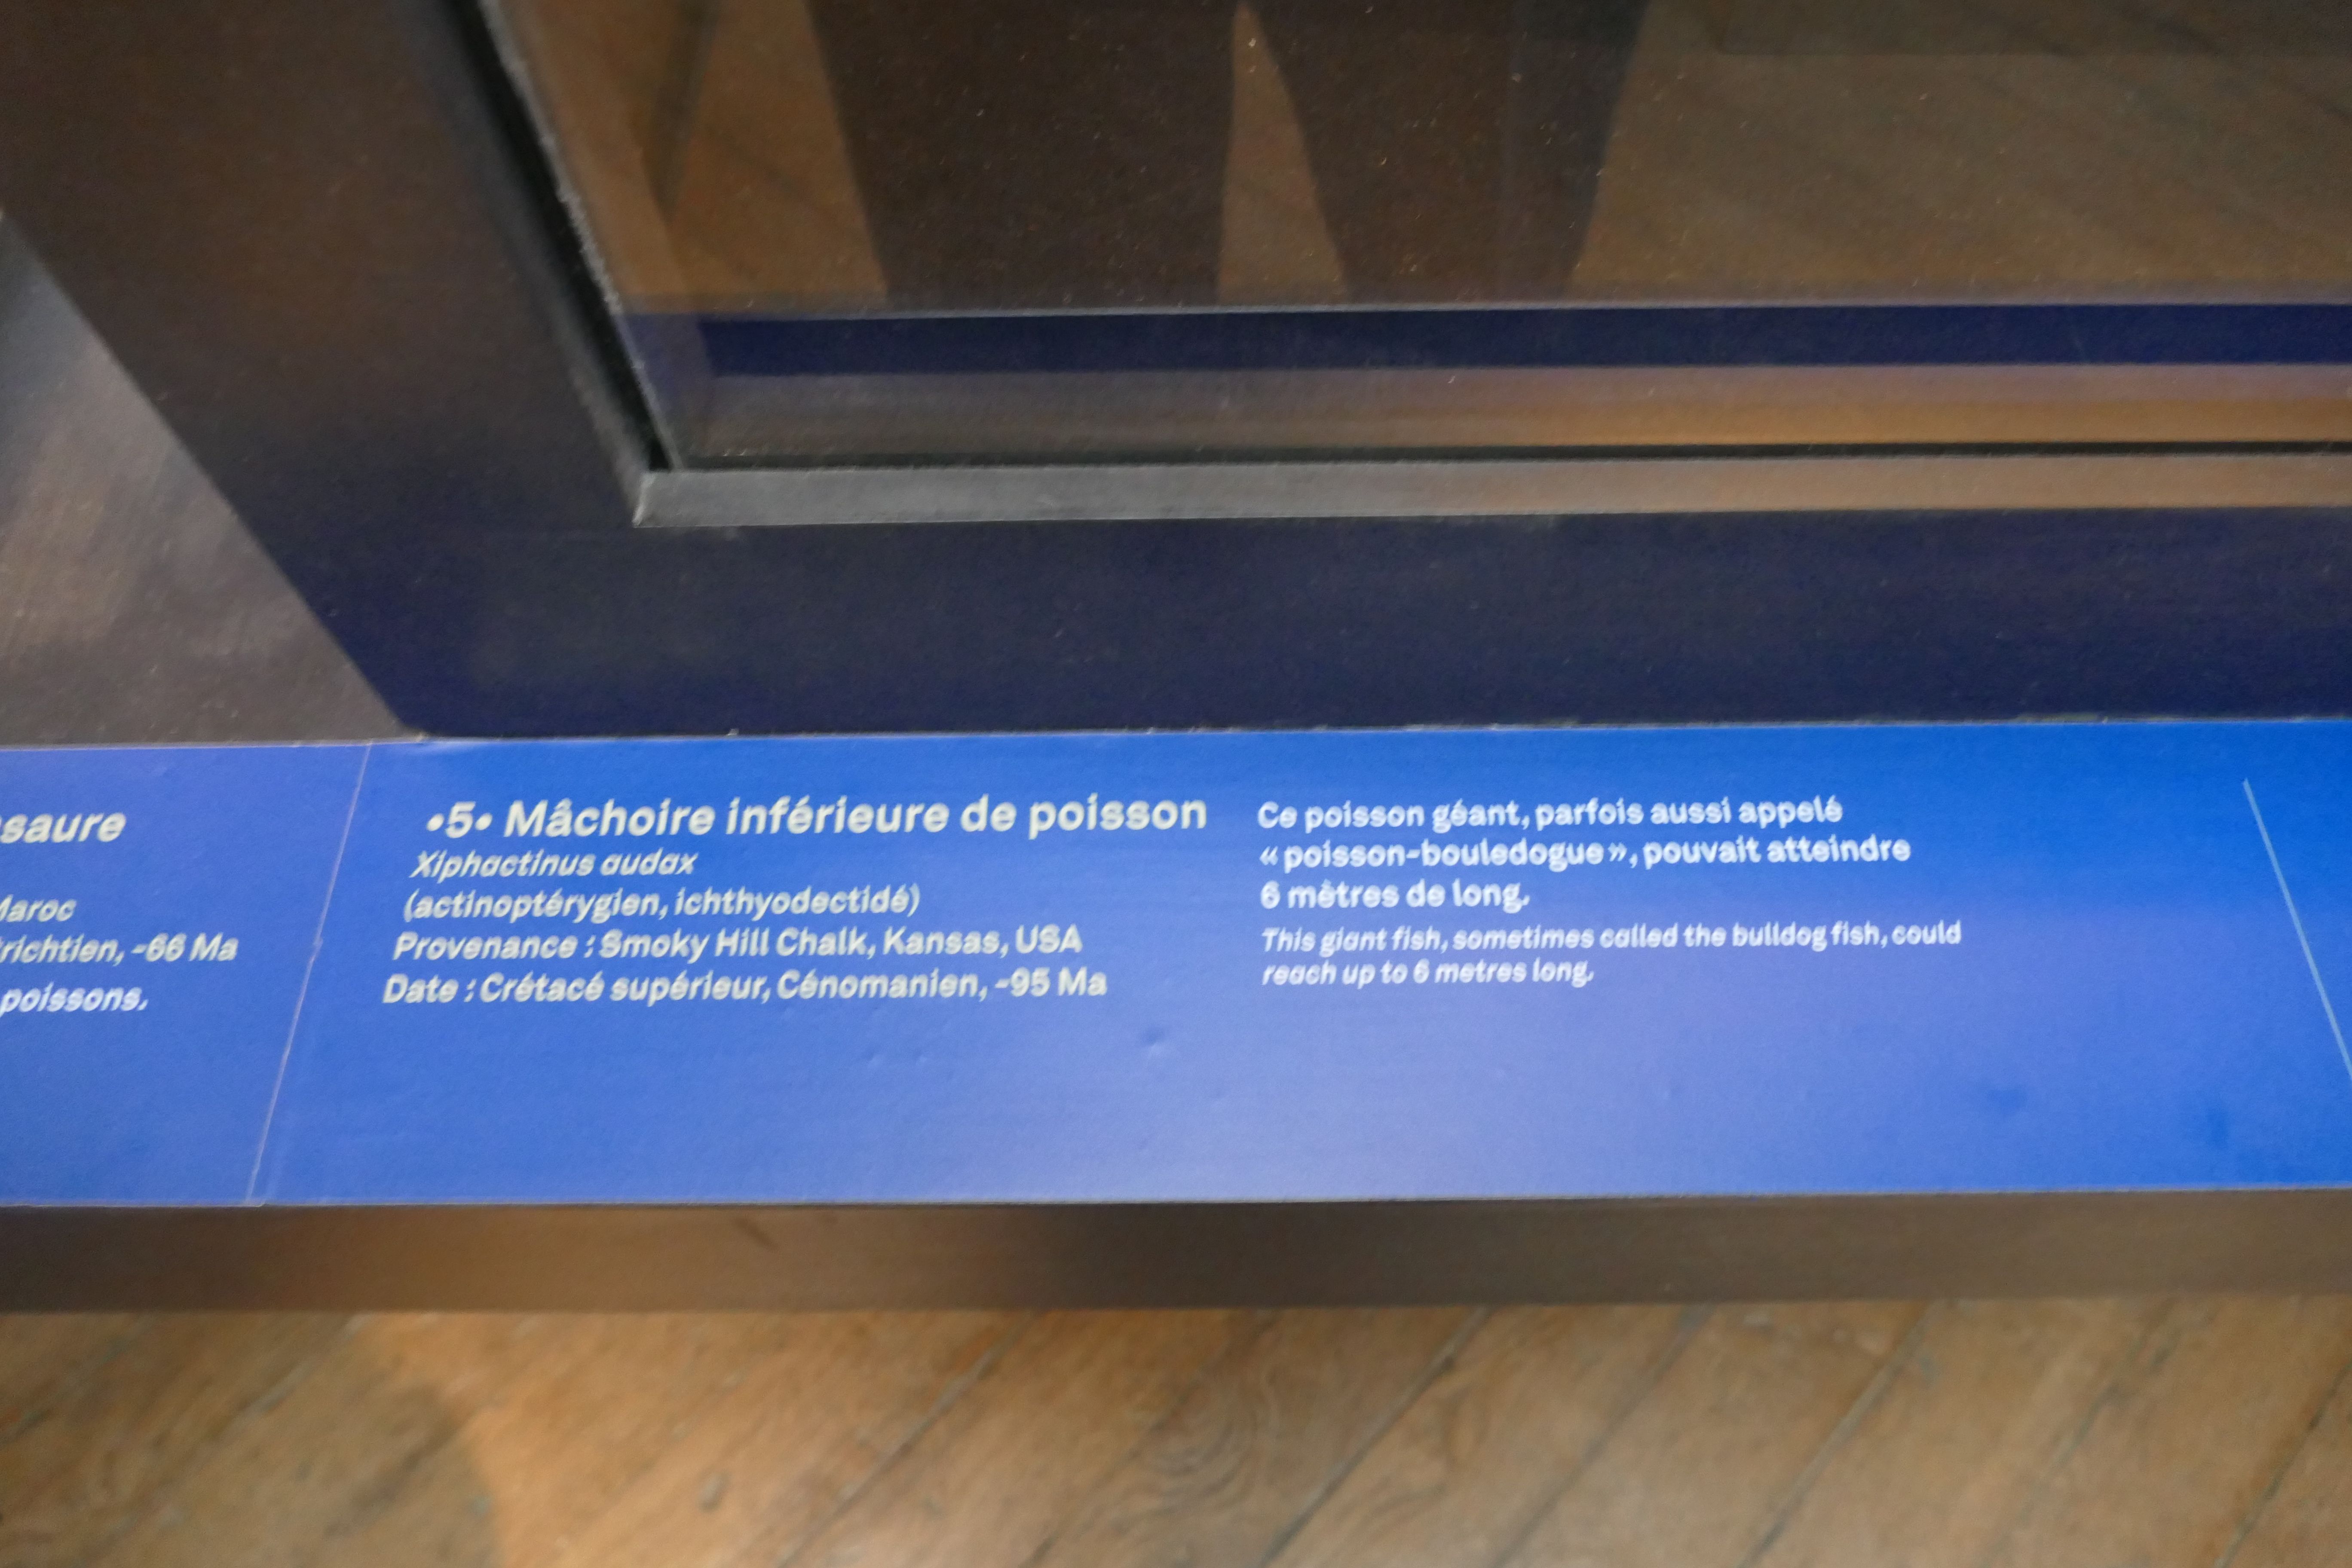 saure
Maroc
trichtien, -66 Ma
poissons.
•5• Mâchoire inférieure de poisson
Xiphactinus audax
(actinoptérygien, ichthyodectidé)
Provenance : Smoky Hill Chalk, Kansas, USA
Date : Crétacé supérieur, Cénomanien, -95 Ma
Ce poisson géant, parfois aussi appelé
« poisson-bouledogue », pouvait atteindre
6 mètres de long.
This giant fish, sometimes called the bulldog fish, could
reach up to 6 metres long.